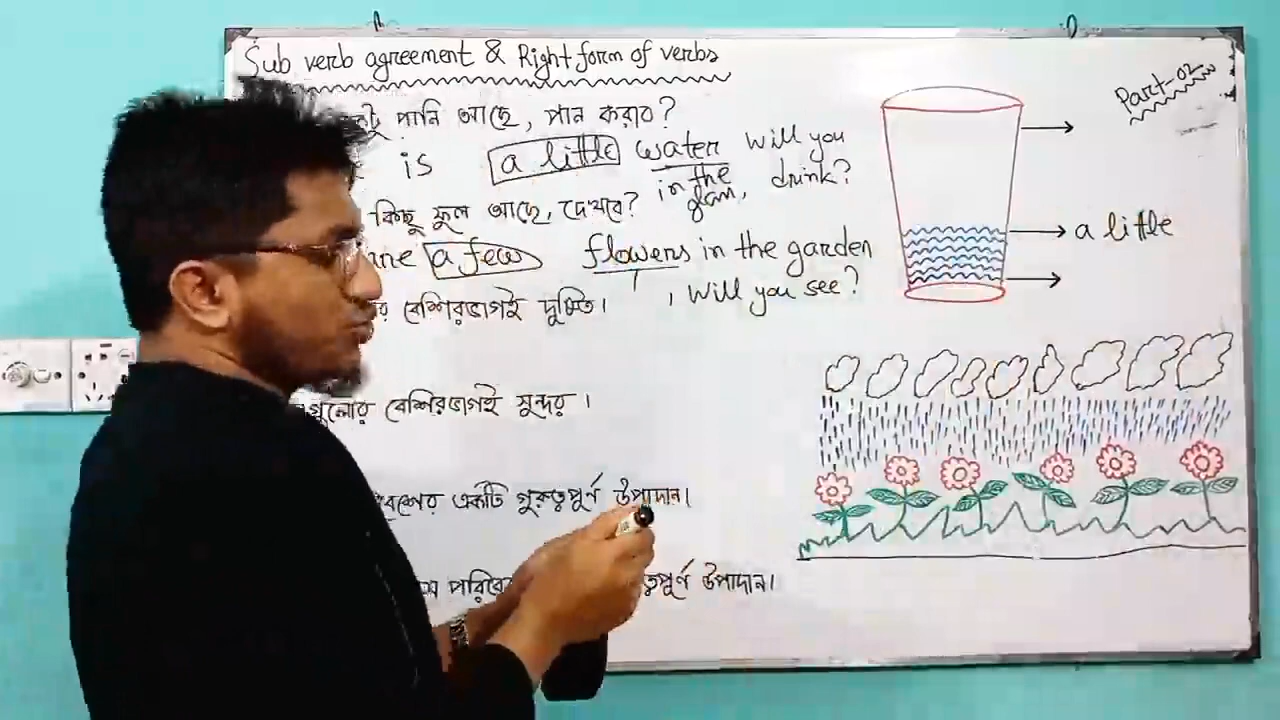 Sub verb agreement & Right form of verbs
Part-02
পানি আছে, পান করবে?
is a little water will you
in the glass, drink?
কিছু ফুল আছে, দেখবে?
a little
a few flowers in the garden
, will you see?
বেশিরভাগই দূষিত।
গুলোর বেশিরভাগই সুন্দর।
একটি গুরুত্বপূর্ণ উপাদান।
উপাদান।